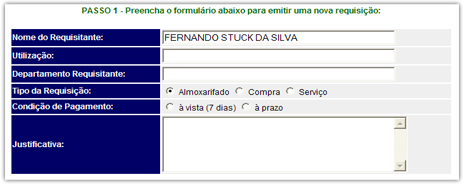 PASSO 1 - Preencha o formulário abaixo para emitir uma nova requisição:
Nome do Requisitante: FERNANDO STUCK DA SILVA
Utilização:
Departamento Requisitante:
Tipo da Requisição: Almoxarifado Compra Serviço
Condição de Pagamento: à vista (7 dias) à prazo
Justificativa: